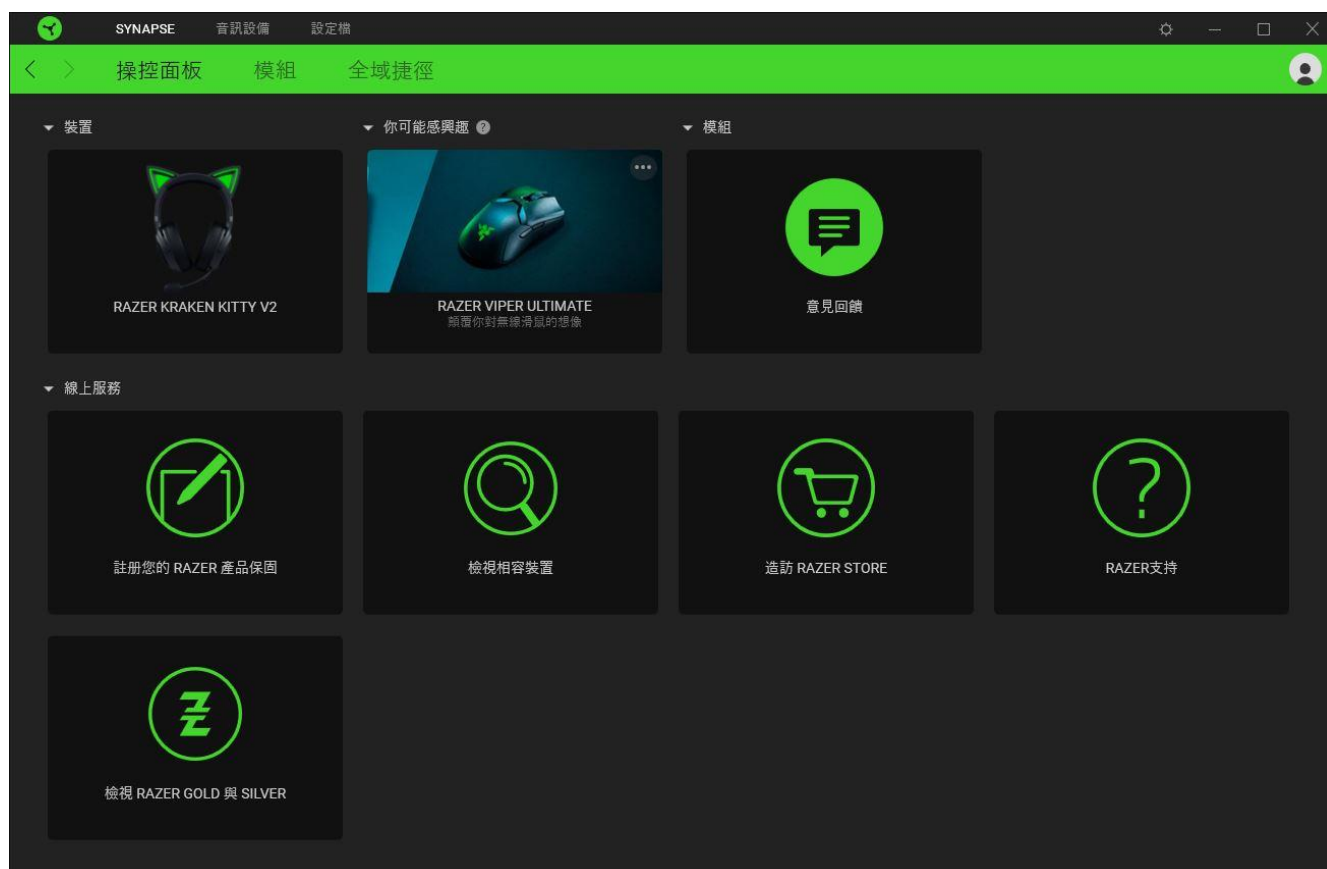 SYNAPSE 音訊設備 設定檔
操控面板 模組 全域捷徑
裝置
RAZER KRAKEN KITTY V2
你可能感興趣 ?
RAZER VIPER ULTIMATE
顛覆你對無線滑鼠的想像
模組
意見回饋
線上服務
註册您的 RAZER 產品保固
檢視相容裝置
造訪 RAZER STORE
RAZER支持
檢視 RAZER GOLD 與 SILVER